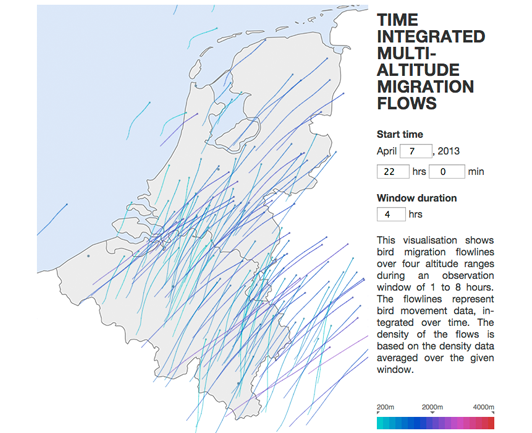 TIME
INTEGRATED
MULTI-
ALTITUDE
MIGRATION
FLOWS
Start time
April 7 , 2013
22 hrs 0 min
Window duration
4 hrs
This visualisation shows
bird migration flowlines
over four altitude ranges
during an observation
window of 1 to 8 hours.
The flowlines represent
bird movement data, in-
tegrated over time. The
density of the flows is
based on the density data
averaged over the given
window.
200m 2000m 4000m